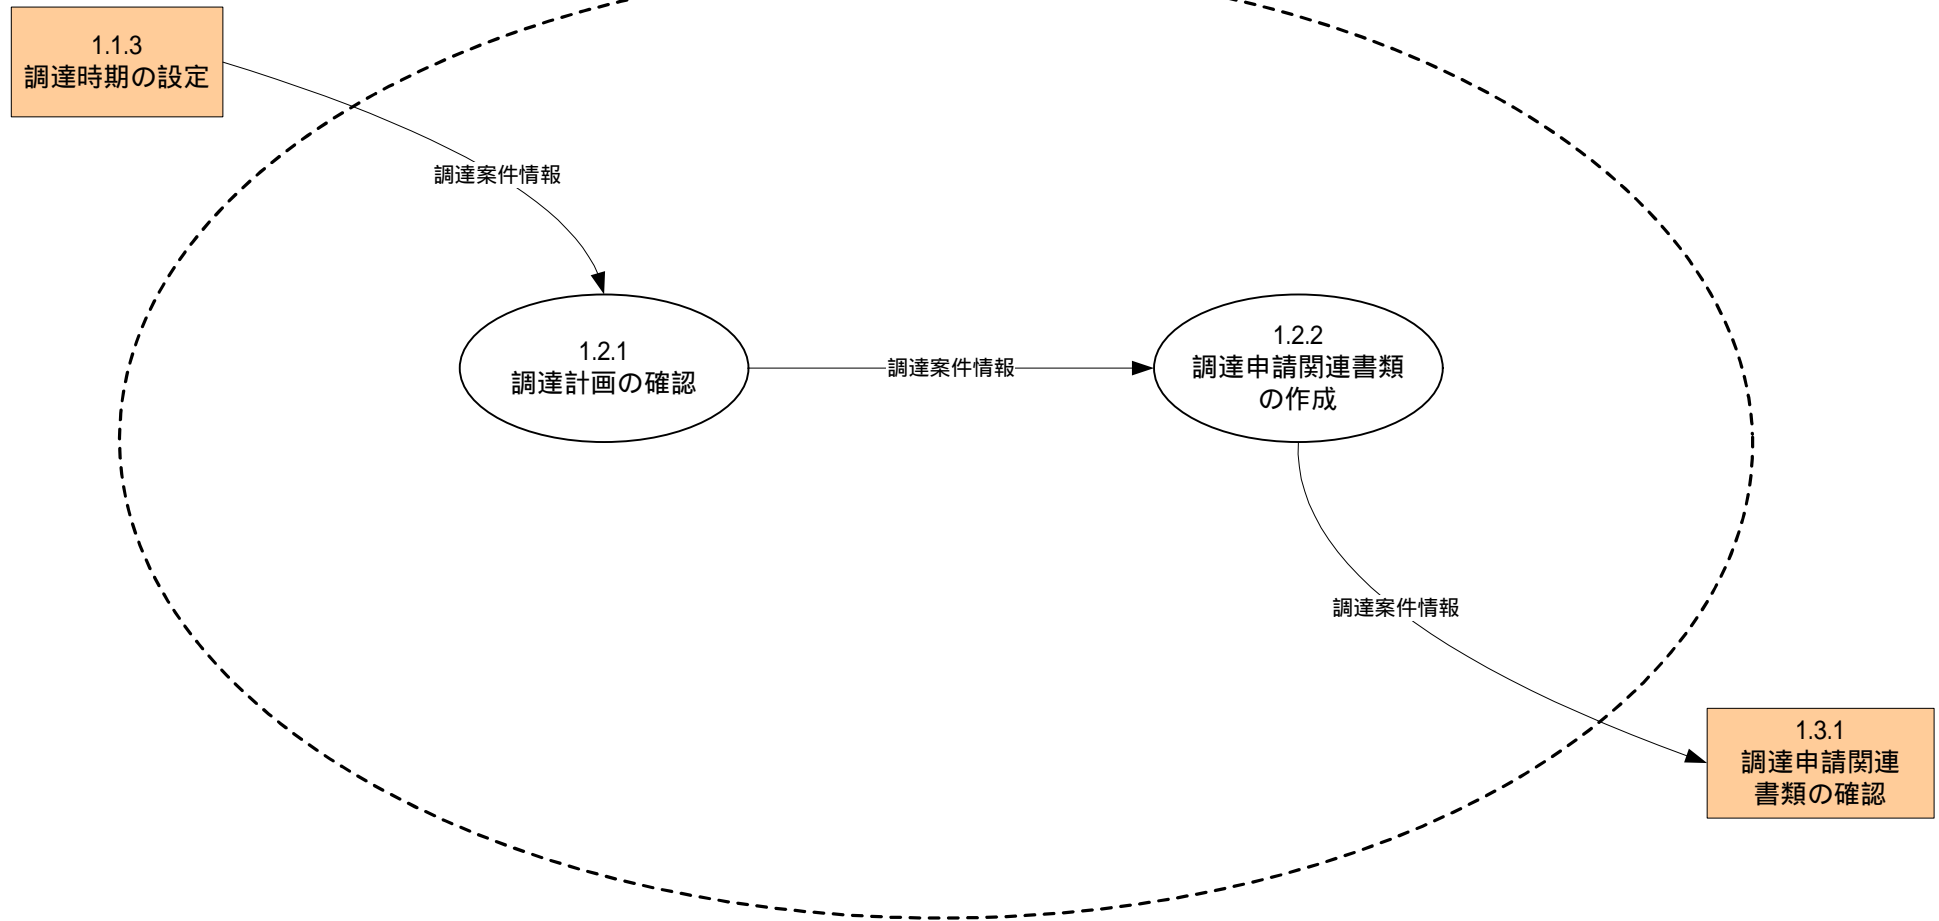 1.1.3
調達時期の設定
調達案件情報
1.2.1
調達計画の確認
調達案件情報
1.2.2
調達申請関連書類
の作成
調達案件情報
1.3.1
調達申請関連
書類の確認